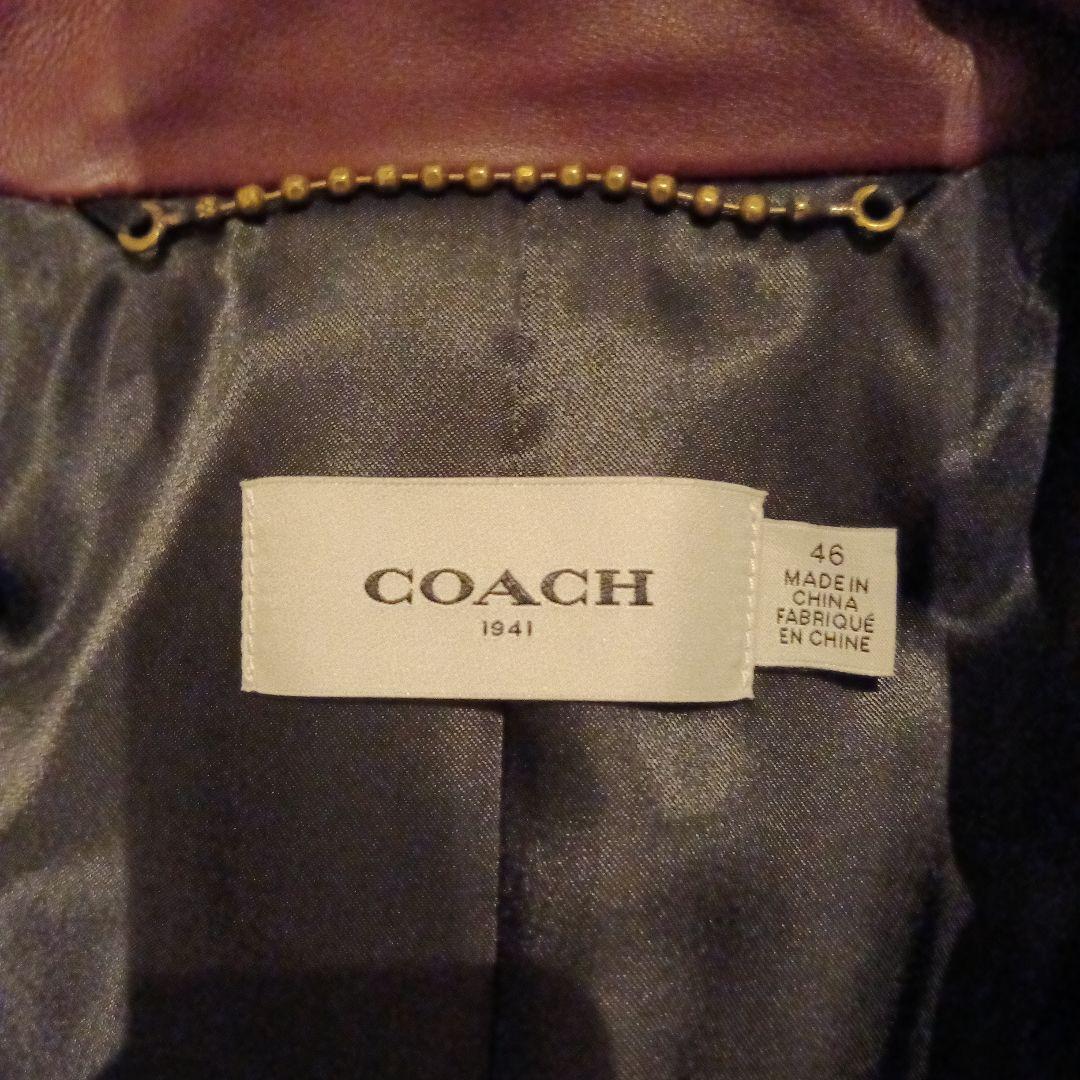 COACH
1941
46
MADE IN
CHINA
FABRIQUÉ
EN CHINE